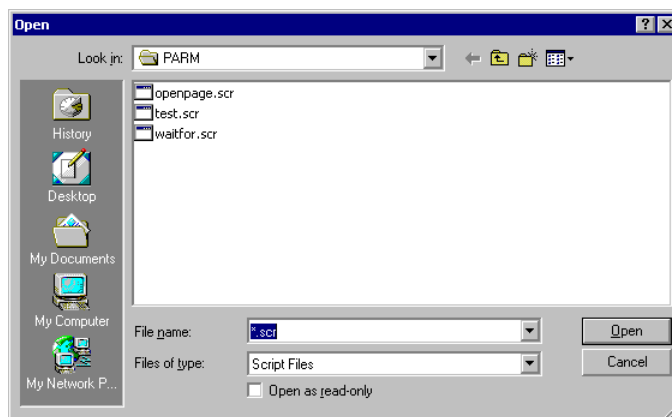 Open
Look in: PARM
openpage.scr
test.scr
waitfor.scr
History
Desktop
My Documents
My Computer
My Network P...
File name: *.scr Open
Files of type: Script Files Cancel
Open as read-only